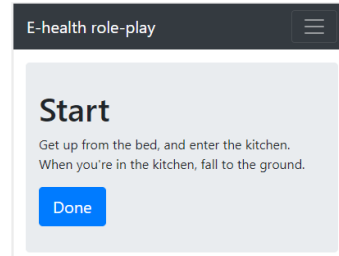 E-health role-play
Start
Get up from the bed, and enter the kitchen.
When you're in the kitchen, fall to the ground.
Done